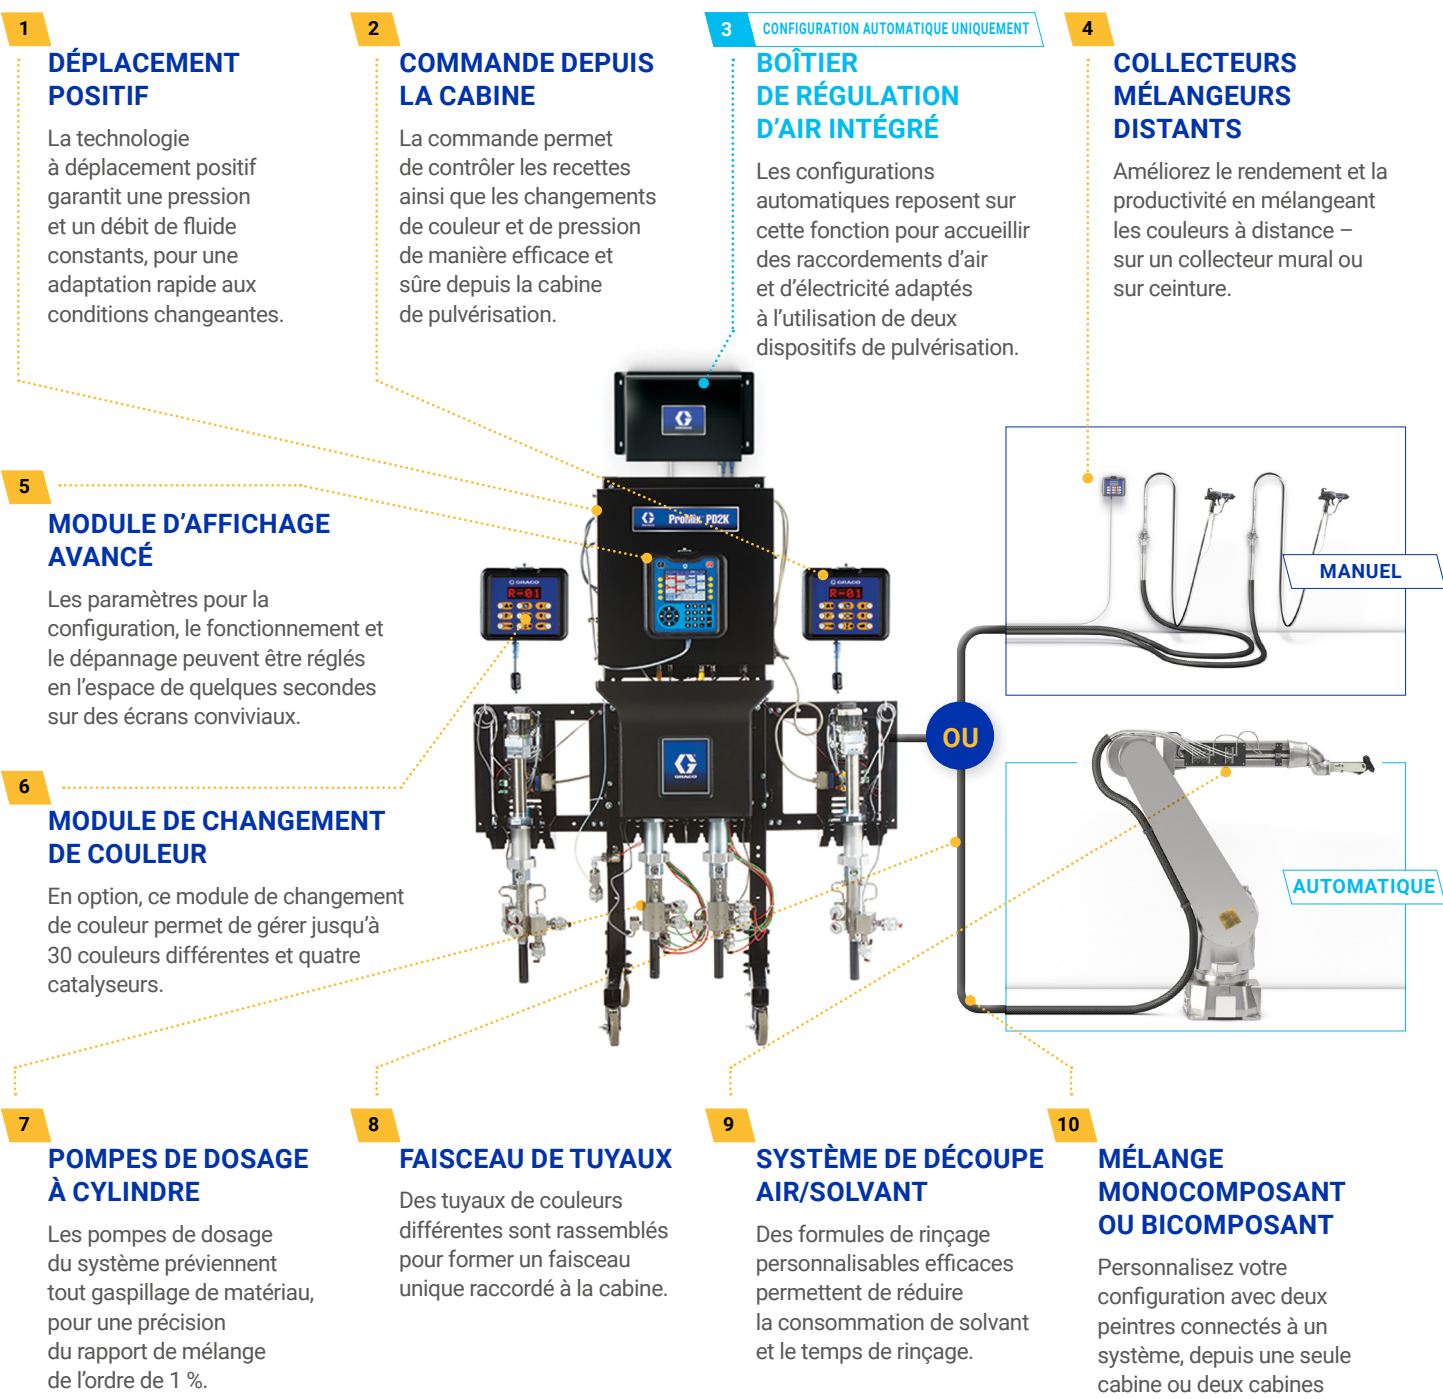 1
DÉPLACEMENT
POSITIF
La technologie
à déplacement positif
garantit une pression
et un débit de fluide
constants, pour une
adaptation rapide aux
conditions changeantes.
2
COMMANDE DEPUIS
LA CABINE
La commande permet
de contrôler les recettes
ainsi que les changements
de couleur et de pression
de manière efficace et
sûre depuis la cabine
de pulvérisation.
3 CONFIGURATION AUTOMATIQUE UNIQUEMENT
BOÎTIER
DE RÉGULATION
D’AIR INTÉGRÉ
Les configurations
automatiques reposent sur
cette fonction pour accueillir
des raccordements d’air
et d’électricité adaptés
à l’utilisation de deux
dispositifs de pulvérisation.
4
COLLECTEURS
MÉLANGEURS
DISTANTS
Améliorez le rendement et la
productivité en mélangeant
les couleurs à distance –
sur un collecteur mural ou
sur ceinture.
5
MODULE D’AFFICHAGE
AVANCÉ
Les paramètres pour la
configuration, le fonctionnement et
le dépannage peuvent être réglés
en l’espace de quelques secondes
sur des écrans conviviaux.
6
MODULE DE CHANGEMENT
DE COULEUR
En option, ce module de changement
de couleur permet de gérer jusqu’à
30 couleurs différentes et quatre
catalyseurs.
ProMix PD2K
GRACO
R-01
GRACO
R-01
GRACO
OU
MANUEL
AUTOMATIQUE
7
POMPES DE DOSAGE
À CYLINDRE
Les pompes de dosage
du système préviennent
tout gaspillage de matériau,
pour une précision
du rapport de mélange
de l’ordre de 1 %.
8
FAISCEAU DE TUYAUX
Des tuyaux de couleurs
différentes sont rassemblés
pour former un faisceau
unique raccordé à la cabine.
9
SYSTÈME DE DÉCOUPE
AIR/SOLVANT
Des formules de rinçage
personnalisables efficaces
permettent de réduire
la consommation de solvant
et le temps de rinçage.
10
MÉLANGE
MONOCOMPOSANT
OU BICOMPOSANT
Personnalisez votre
configuration avec deux
peintres connectés à un
système, depuis une seule
cabine ou deux cabines